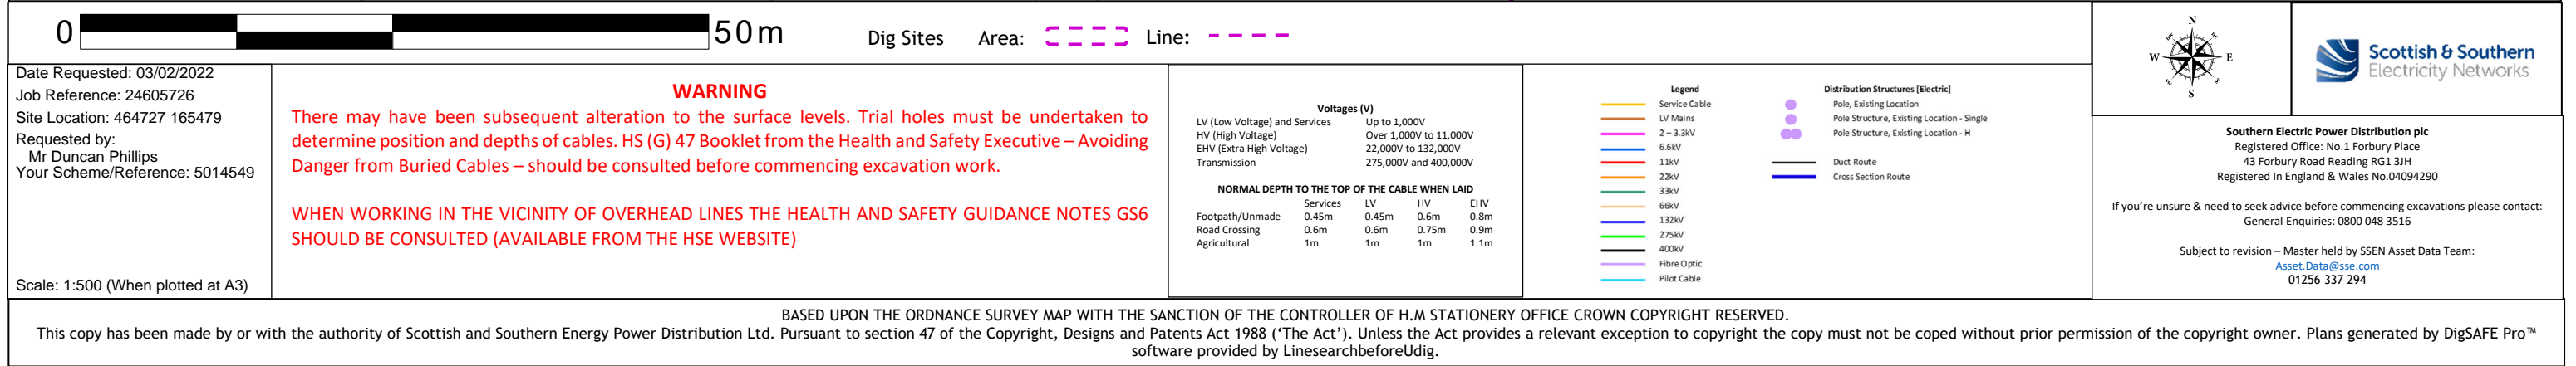 0 50m Dig Sites Area: Line:
Date Requested: 03/02/2022
Job Reference: 24605726
Site Location: 464727 165479
Requested by:
Mr Duncan Phillips
Your Scheme/Reference: 5014549
Scale: 1:500 (When plotted at A3)
WARNING
There may have been subsequent alteration to the surface levels. Trial holes must be undertaken to
determine position and depths of cables. HS (G) 47 Booklet from the Health and Safety Executive – Avoiding
Danger from Buried Cables – should be consulted before commencing excavation work.
WHEN WORKING IN THE VICINITY OF OVERHEAD LINES THE HEALTH AND SAFETY GUIDANCE NOTES GS6
SHOULD BE CONSULTED (AVAILABLE FROM THE HSE WEBSITE)
Voltages (V)
LV (Low Voltage) and Services Up to 1,000V
HV (High Voltage) Over 1,000V to 11,000V
EHV (Extra High Voltage) 22,000V to 132,000V
Transmission 275,000V and 400,000V
NORMAL DEPTH TO THE TOP OF THE CABLE WHEN LAID
Services LV HV EHV
Footpath/Unmade 0.45m 0.45m 0.6m 0.8m
Road Crossing 0.6m 0.6m 0.75m 0.9m
Agricultural 1m 1m 1m 1.1m
Legend
Service Cable
LV Mains
2 – 3.3kV
6.6kV
11kV
22kV
33kV
66kV
132kV
275kV
400kV
Fibre Optic
Pilot Cable
Distribution Structures [Electric]
Pole, Existing Location
Pole Structure, Existing Location - Single
Pole Structure, Existing Location - H
Duct Route
Cross Section Route
N
W E
S
Scottish & Southern
Electricity Networks
Southern Electric Power Distribution plc
Registered Office: No.1 Forbury Place
43 Forbury Road Reading RG1 3JH
Registered In England & Wales No.04094290
If you're unsure & need to seek advice before commencing excavations please contact:
General Enquiries: 0800 048 3516
Subject to revision – Master held by SSEN Asset Data Team:
Asset.Data@sse.com
01256 337 294
BASED UPON THE ORDNANCE SURVEY MAP WITH THE SANCTION OF THE CONTROLLER OF H.M STATIONERY OFFICE CROWN COPYRIGHT RESERVED.
This copy has been made by or with the authority of Scottish and Southern Energy Power Distribution Ltd. Pursuant to section 47 of the Copyright, Designs and Patents Act 1988 (‘The Act’). Unless the Act provides a relevant exception to copyright the copy must not be coped without prior permission of the copyright owner. Plans generated by DigSAFE Pro™
software provided by LinesearchbeforeUdig.